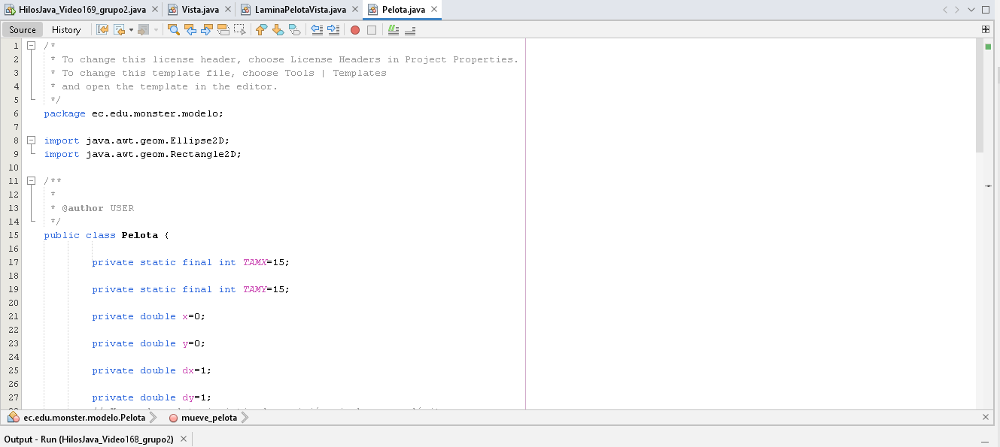 HilosJava_Video169_grupo2.java Vista.java LaminaPelotaVista.java Pelota.java
Source History
1 /*
2 * To change this license header, choose License Headers in Project Properties.
3 * To change this template file, choose Tools | Templates
4 * and open the template in the editor.
5 */
6 package ec.edu.monster.modelo;
7
8 import java.awt.geom.Ellipse2D;
9 import java.awt.geom.Rectangle2D;
10
11 /**
12 *
13 * @author USER
14 */
15 public class Pelota {
16
17 private static final int TAMX=15;
18
19 private static final int TAMY=15;
20
21 private double x=0;
22
23 private double y=0;
24
25 private double dx=1;
26
27 private double dy=1;
ec.edu.monster.modelo.Pelota mueve_pelota
Output - Run (HilosJava_Video168_grupo2)